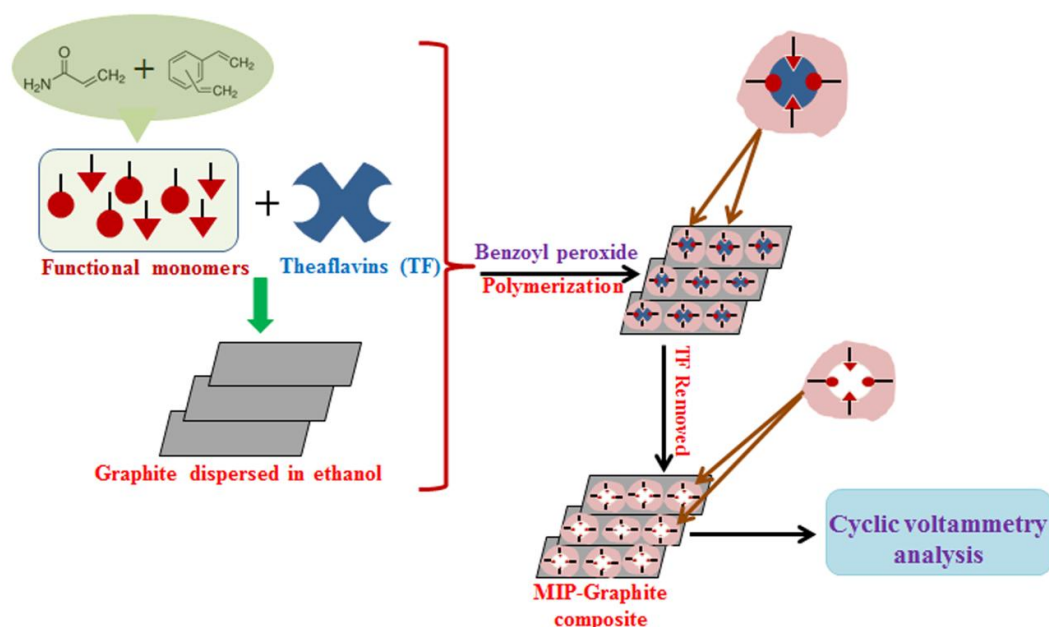 O
H₂N
CH₂
+
CH₂
CH₂
+
Functional monomers
Theaflavins (TF)
Graphite dispersed in ethanol
Benzoyl peroxide
Polymerization
TF Removed
MIP-Graphite
composite
Cyclic voltammetry
analysis